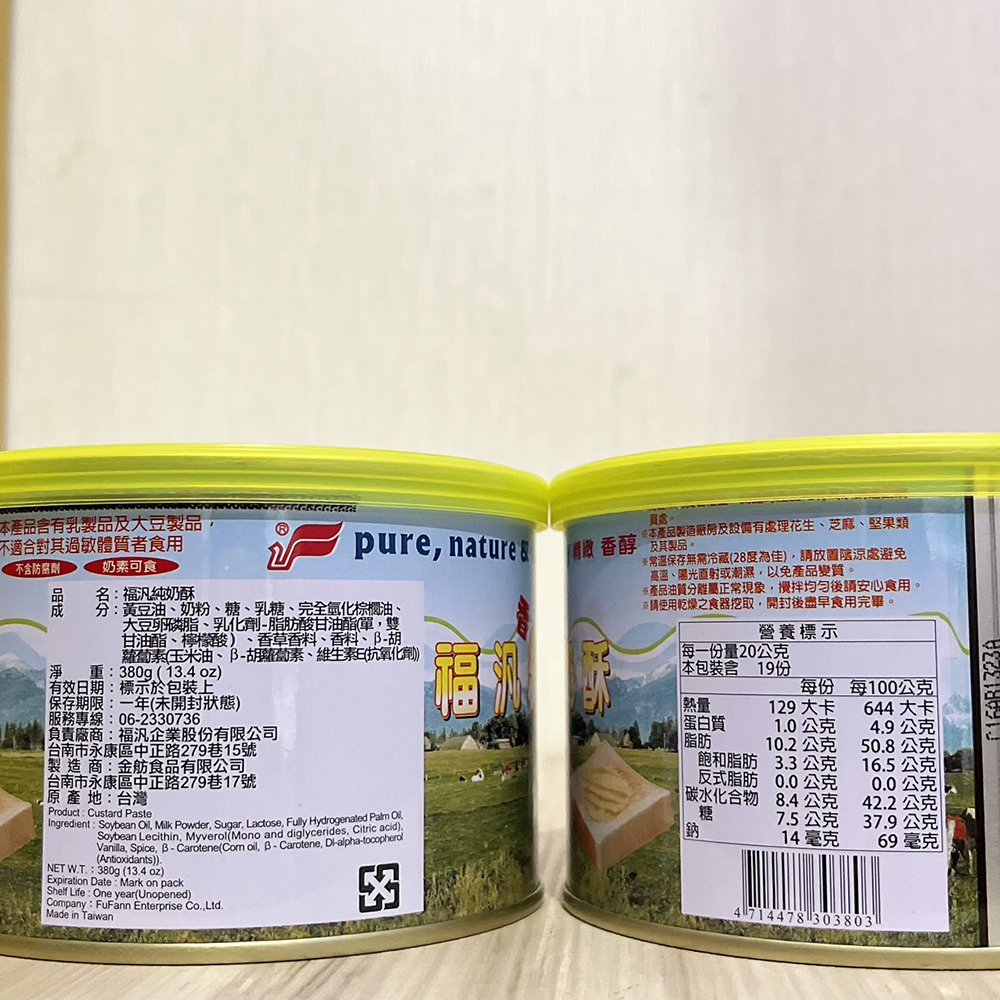 本產品含有乳製品及大豆製品，
不適合對其過敏體質者食用
不含防腐劑 奶素可食
® pure, nature &
品　　名：福汎純奶酥
成　　分：黃豆油、奶粉、糖、乳糖、完全氫化棕櫚油、
大豆卵磷脂、乳化劑-脂肪酸甘油酯(單，雙
甘油酯、檸檬酸）、香草香料、香料、β-胡
蘿蔔素(玉米油、β-胡蘿蔔素、維生素E(抗氧化劑))
淨　　重：380g ( 13.4 oz)
有效日期：標示於包裝上
保存期限：一年(未開封狀態)
服務專線：06-2330736
負責廠商：福汎企業股份有限公司
台南市永康區中正路279巷15號
製 造 商：金舫食品有限公司
台南市永康區中正路279巷17號
原 產 地：台灣
Product : Custard Paste
Ingredient : Soybean Oil, Milk Powder, Sugar, Lactose, Fully Hydrogenated Palm Oil,
Soybean Lecithin, Myverol(Mono and diglycerides, Citric acid),
Vanilla, Spice, β - Carotene(Corn oil, β - Carotene, Dl-alpha-tocopherol
(Antioxidants)).
NET W.T. : 380g (13.4 oz)
Expiration Date : Mark on pack
Shelf Life : One year(Unopened)
Company : FuFann Enterprise Co.,Ltd.
Made in Taiwan
福 汎
酥
香醇
※本產品製造廠房及設備有處理花生、芝麻、堅果類
及其製品。
※常溫保存無需冷藏(28度為佳)，請放置陰涼處避免
高溫、陽光直射或潮濕，以免產品變質。
※產品油質分離屬正常現象，攪拌均勻後請安心食用。
※請使用乾燥之食器挖取，開封後盡早食用完畢。
營養標示
每一份量20公克
本包裝含　19份
每份 每100公克
熱量 129 大卡 644 大卡
蛋白質 1.0 公克 4.9 公克
脂肪 10.2 公克 50.8 公克
飽和脂肪 3.3 公克 16.5 公克
反式脂肪 0.0 公克 0.0 公克
碳水化合物 8.4 公克 42.2 公克
糖 7.5 公克 37.9 公克
鈉 14 毫克 69 毫克
4 714478 303803